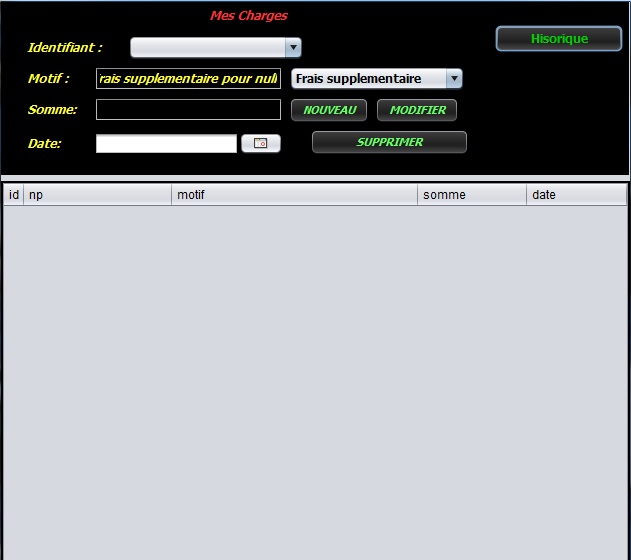 Mes Charges
Identifiant :
Hisorique
Motif :
rais supplementaire pour null
Frais supplementaire
Somme:
NOUVEAU
MODIFIER
Date:
SUPPRIMER
id np motif somme date